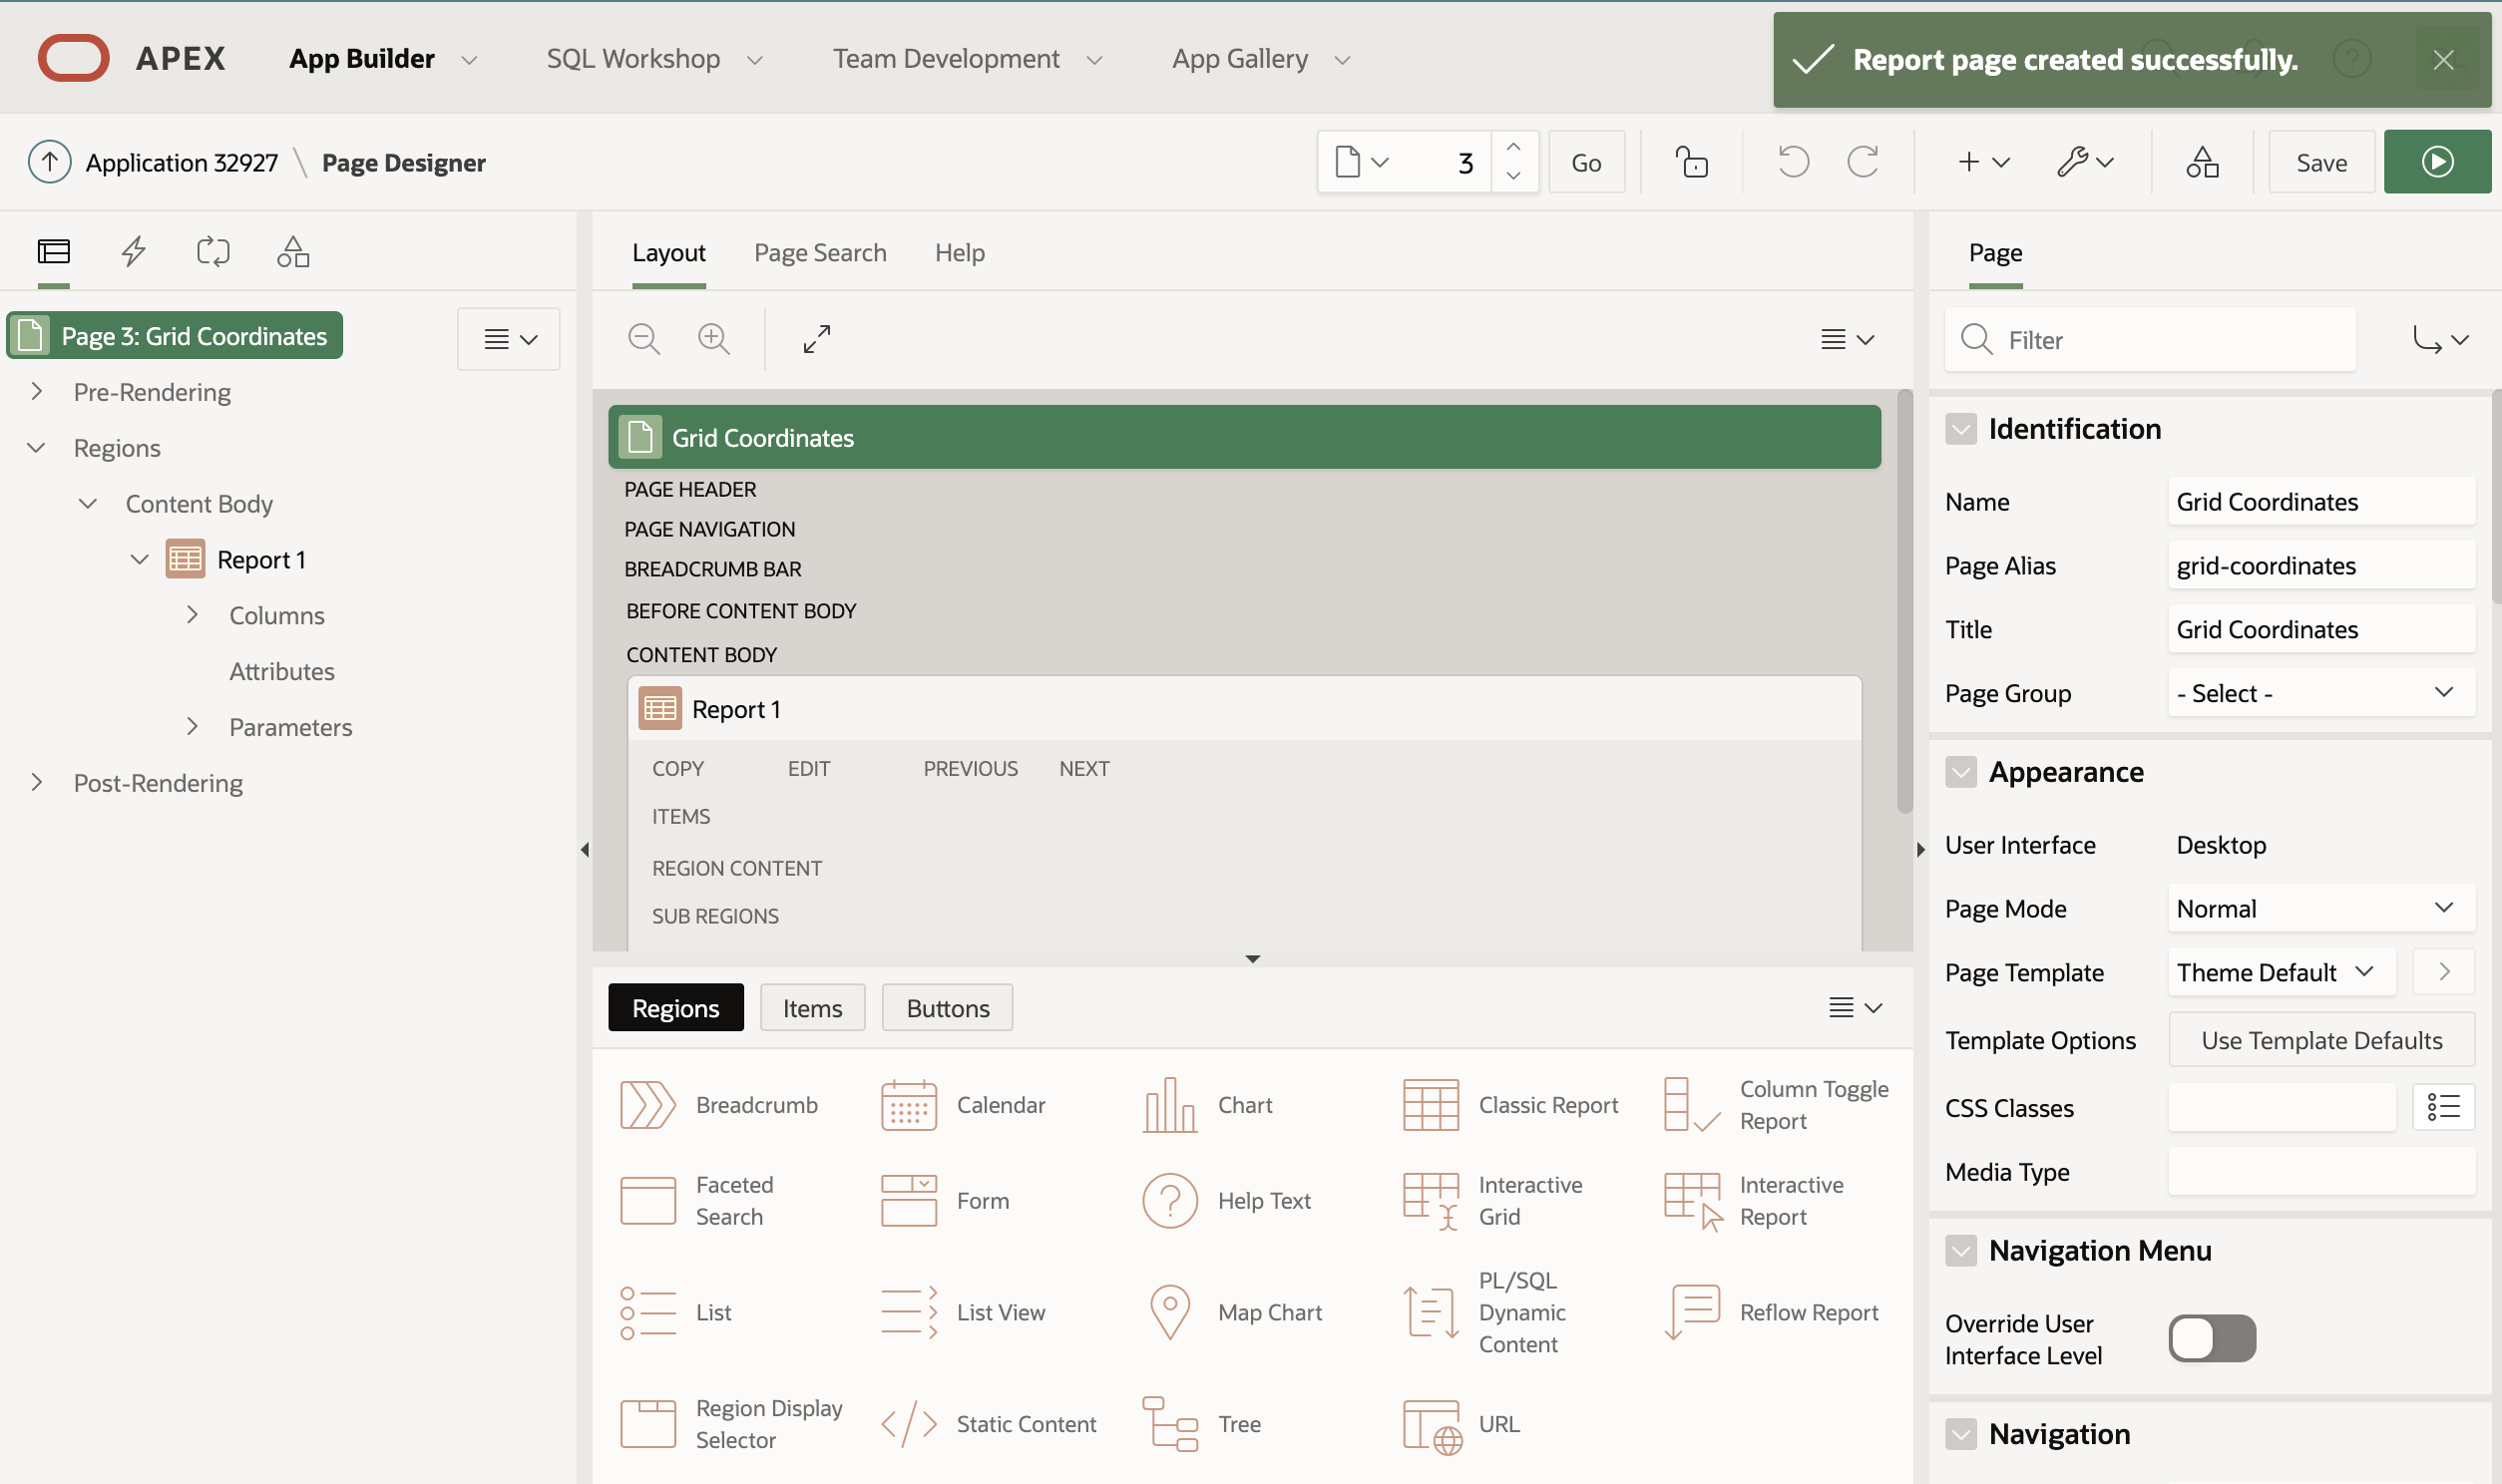 APEX
App Builder
SQL Workshop
Team Development
App Gallery
Report page created successfully.
Application 32927 \ Page Designer
3
Go
Save
Page 3: Grid Coordinates
Pre-Rendering
Regions
Content Body
Report 1
Columns
Attributes
Parameters
Post-Rendering
Layout
Page Search
Help
Grid Coordinates
PAGE HEADER
PAGE NAVIGATION
BREADCRUMB BAR
BEFORE CONTENT BODY
CONTENT BODY
Report 1
COPY
EDIT
PREVIOUS
NEXT
ITEMS
REGION CONTENT
SUB REGIONS
Regions
Items
Buttons
Breadcrumb
Calendar
Chart
Classic Report
Column Toggle
Report
Faceted
Search
Form
Help Text
Interactive
Grid
Interactive
Report
List
List View
Map Chart
PL/SQL
Dynamic
Content
Reflow Report
Region Display
Selector
Static Content
Tree
URL
Page
Filter
Identification
Name
Grid Coordinates
Page Alias
grid-coordinates
Title
Grid Coordinates
Page Group
- Select -
Appearance
User Interface
Desktop
Page Mode
Normal
Page Template
Theme Default
Template Options
Use Template Defaults
CSS Classes
Media Type
Navigation Menu
Override User
Interface Level
Navigation